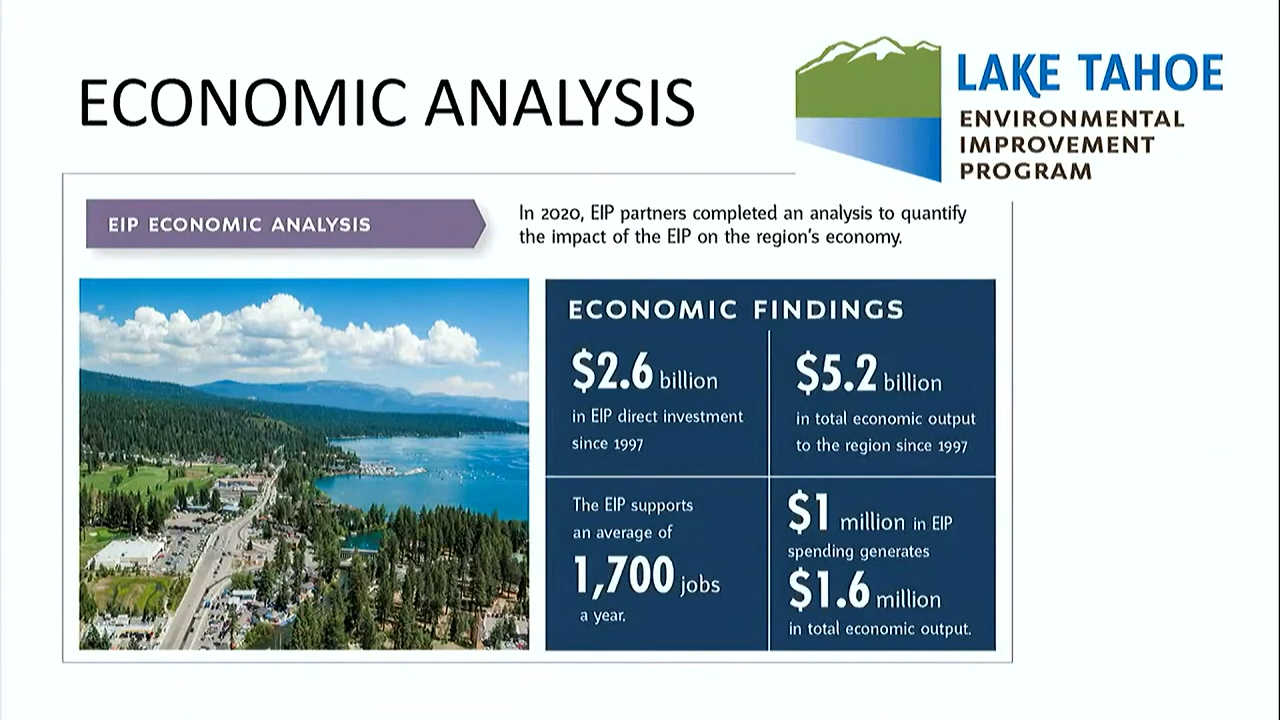 ECONOMIC ANALYSIS
LAKE TAHOE
ENVIRONMENTAL
IMPROVEMENT
PROGRAM
EIP ECONOMIC ANALYSIS
In 2020, EIP partners completed an analysis to quantify
the impact of the EIP on the region's economy.
ECONOMIC FINDINGS
$2.6 billion
in EIP direct investment
since 1997
$5.2 billion
in total economic output
to the region since 1997
The EIP supports
an average of
1,700 jobs
a year.
$1 million in EIP
spending generates
$1.6 million
in total economic output.